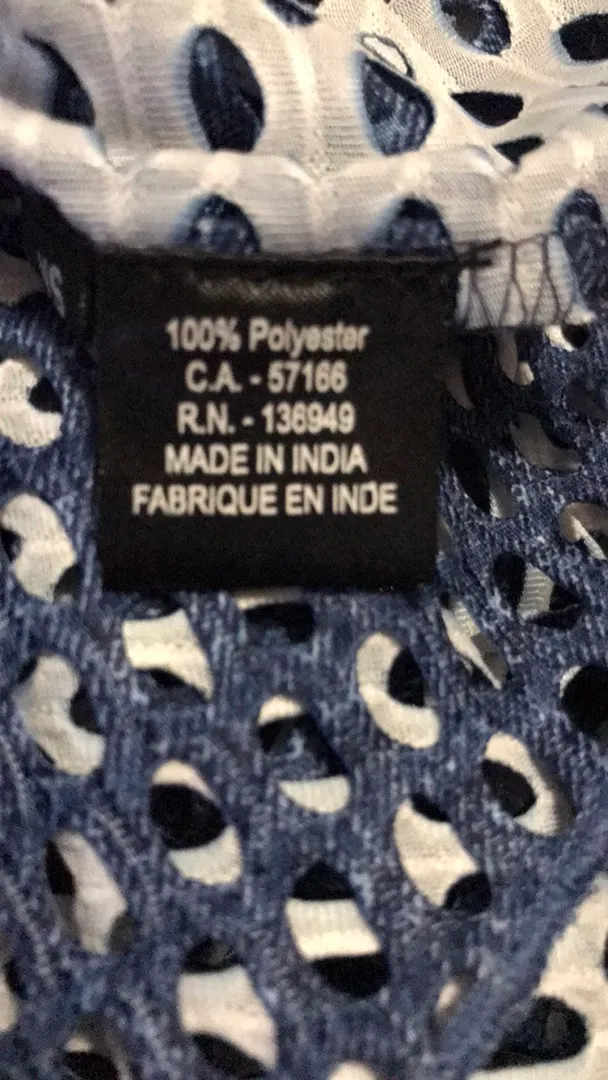 100% Polyester
C.A. - 57166
R.N. - 136949
MADE IN INDIA
FABRIQUE EN INDE